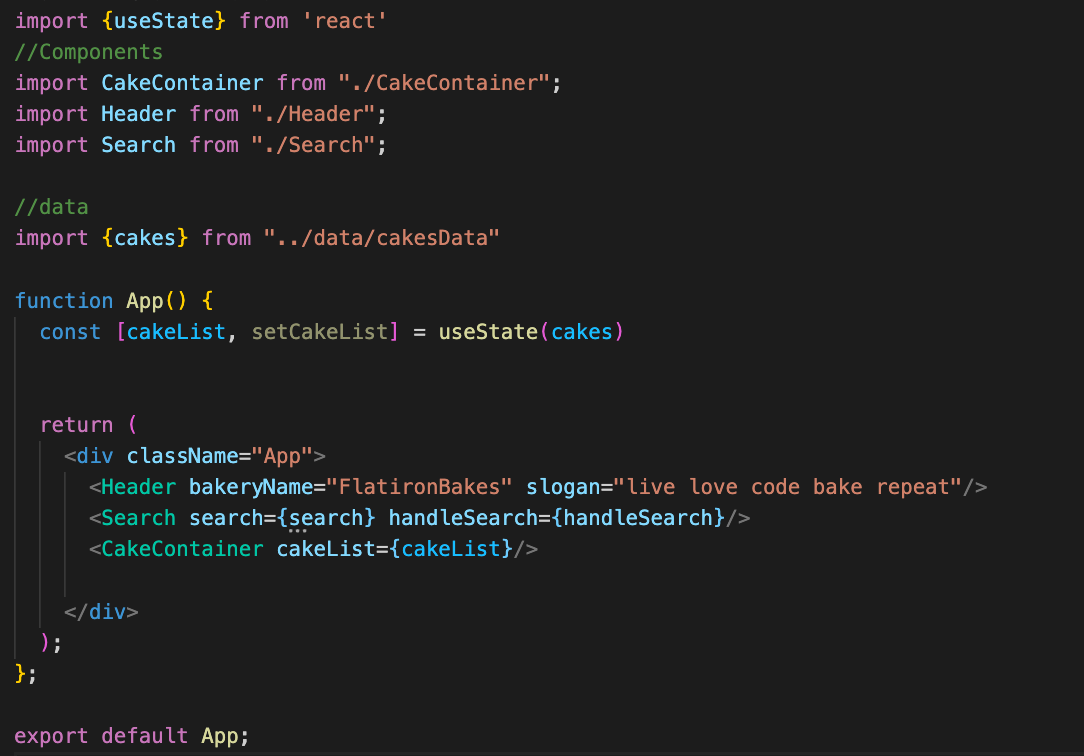 import {useState} from 'react'
//Components
import CakeContainer from "./CakeContainer";
import Header from "./Header";
import Search from "./Search";
//data
import {cakes} from "../data/cakesData"
function App() {
const [cakeList, setCakeList] = useState(cakes)
return (
<div className="App">
<Header bakeryName="FlatironBakes" slogan="live love code bake repeat"/>
<Search search={search} handleSearch={handleSearch}/>
<CakeContainer cakeList={cakeList}/>
</div>
);
};
export default App;